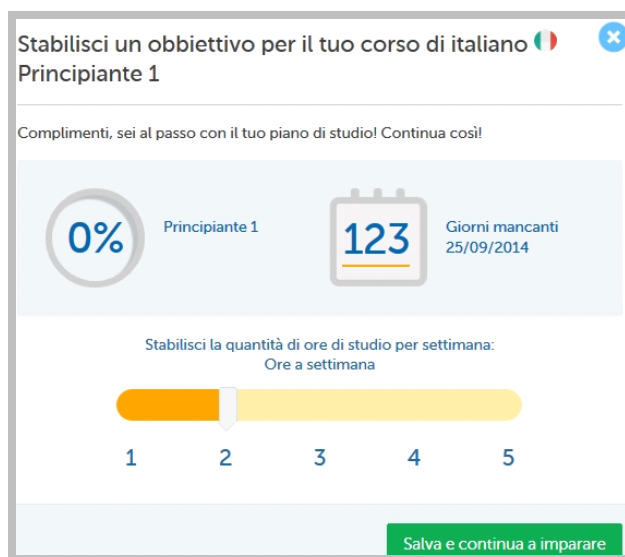 Stabilisci un obbiettivo per il tuo corso di italiano
Principiante 1
Complimenti, sei al passo con il tuo piano di studio! Continua così!
0%
Principiante 1
123
Giorni mancanti
25/09/2014
Stabilisci la quantità di ore di studio per settimana:
Ore a settimana
1 2 3 4 5
Salva e continua a imparare